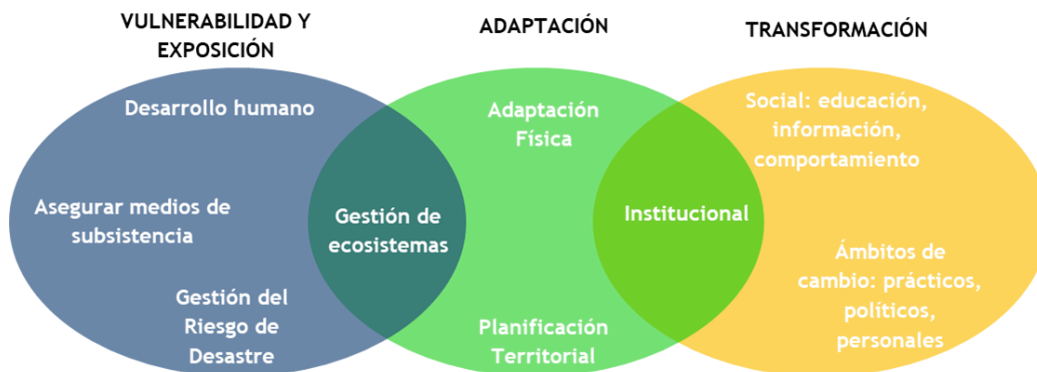 VULNERABILIDAD Y
EXPOSICIÓN
ADAPTACIÓN
TRANSFORMACIÓN
Desarrollo humano
Asegurar medios de
subsistencia
Gestión del
Riesgo de
Desastre
Gestión de
ecosistemas
Adaptación
Física
Planificación
Territorial
Institucional
Social: educación,
información,
comportamiento
Ámbitos de
cambio: prácticos,
políticos,
personales